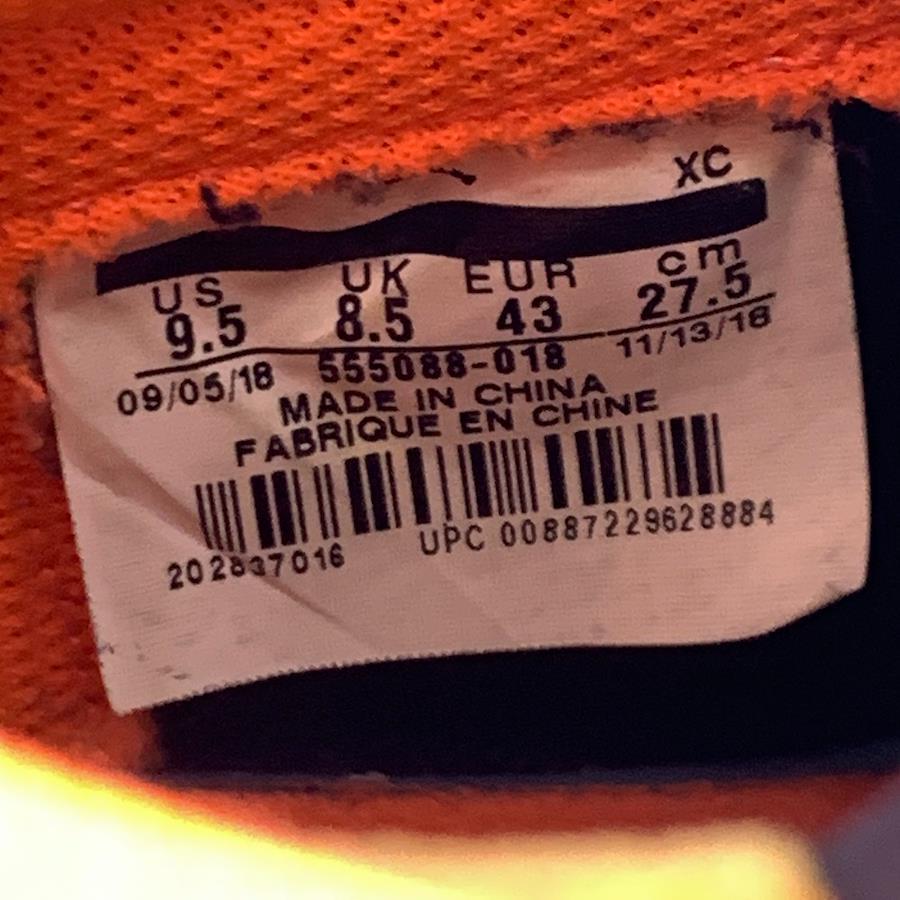 XC
US UK EUR cm
9.5 8.5 43 27.5
09/05/18 555088-018 11/13/18
MADE IN CHINA
FABRIQUE EN CHINE
202837016 UPC 00887229628884